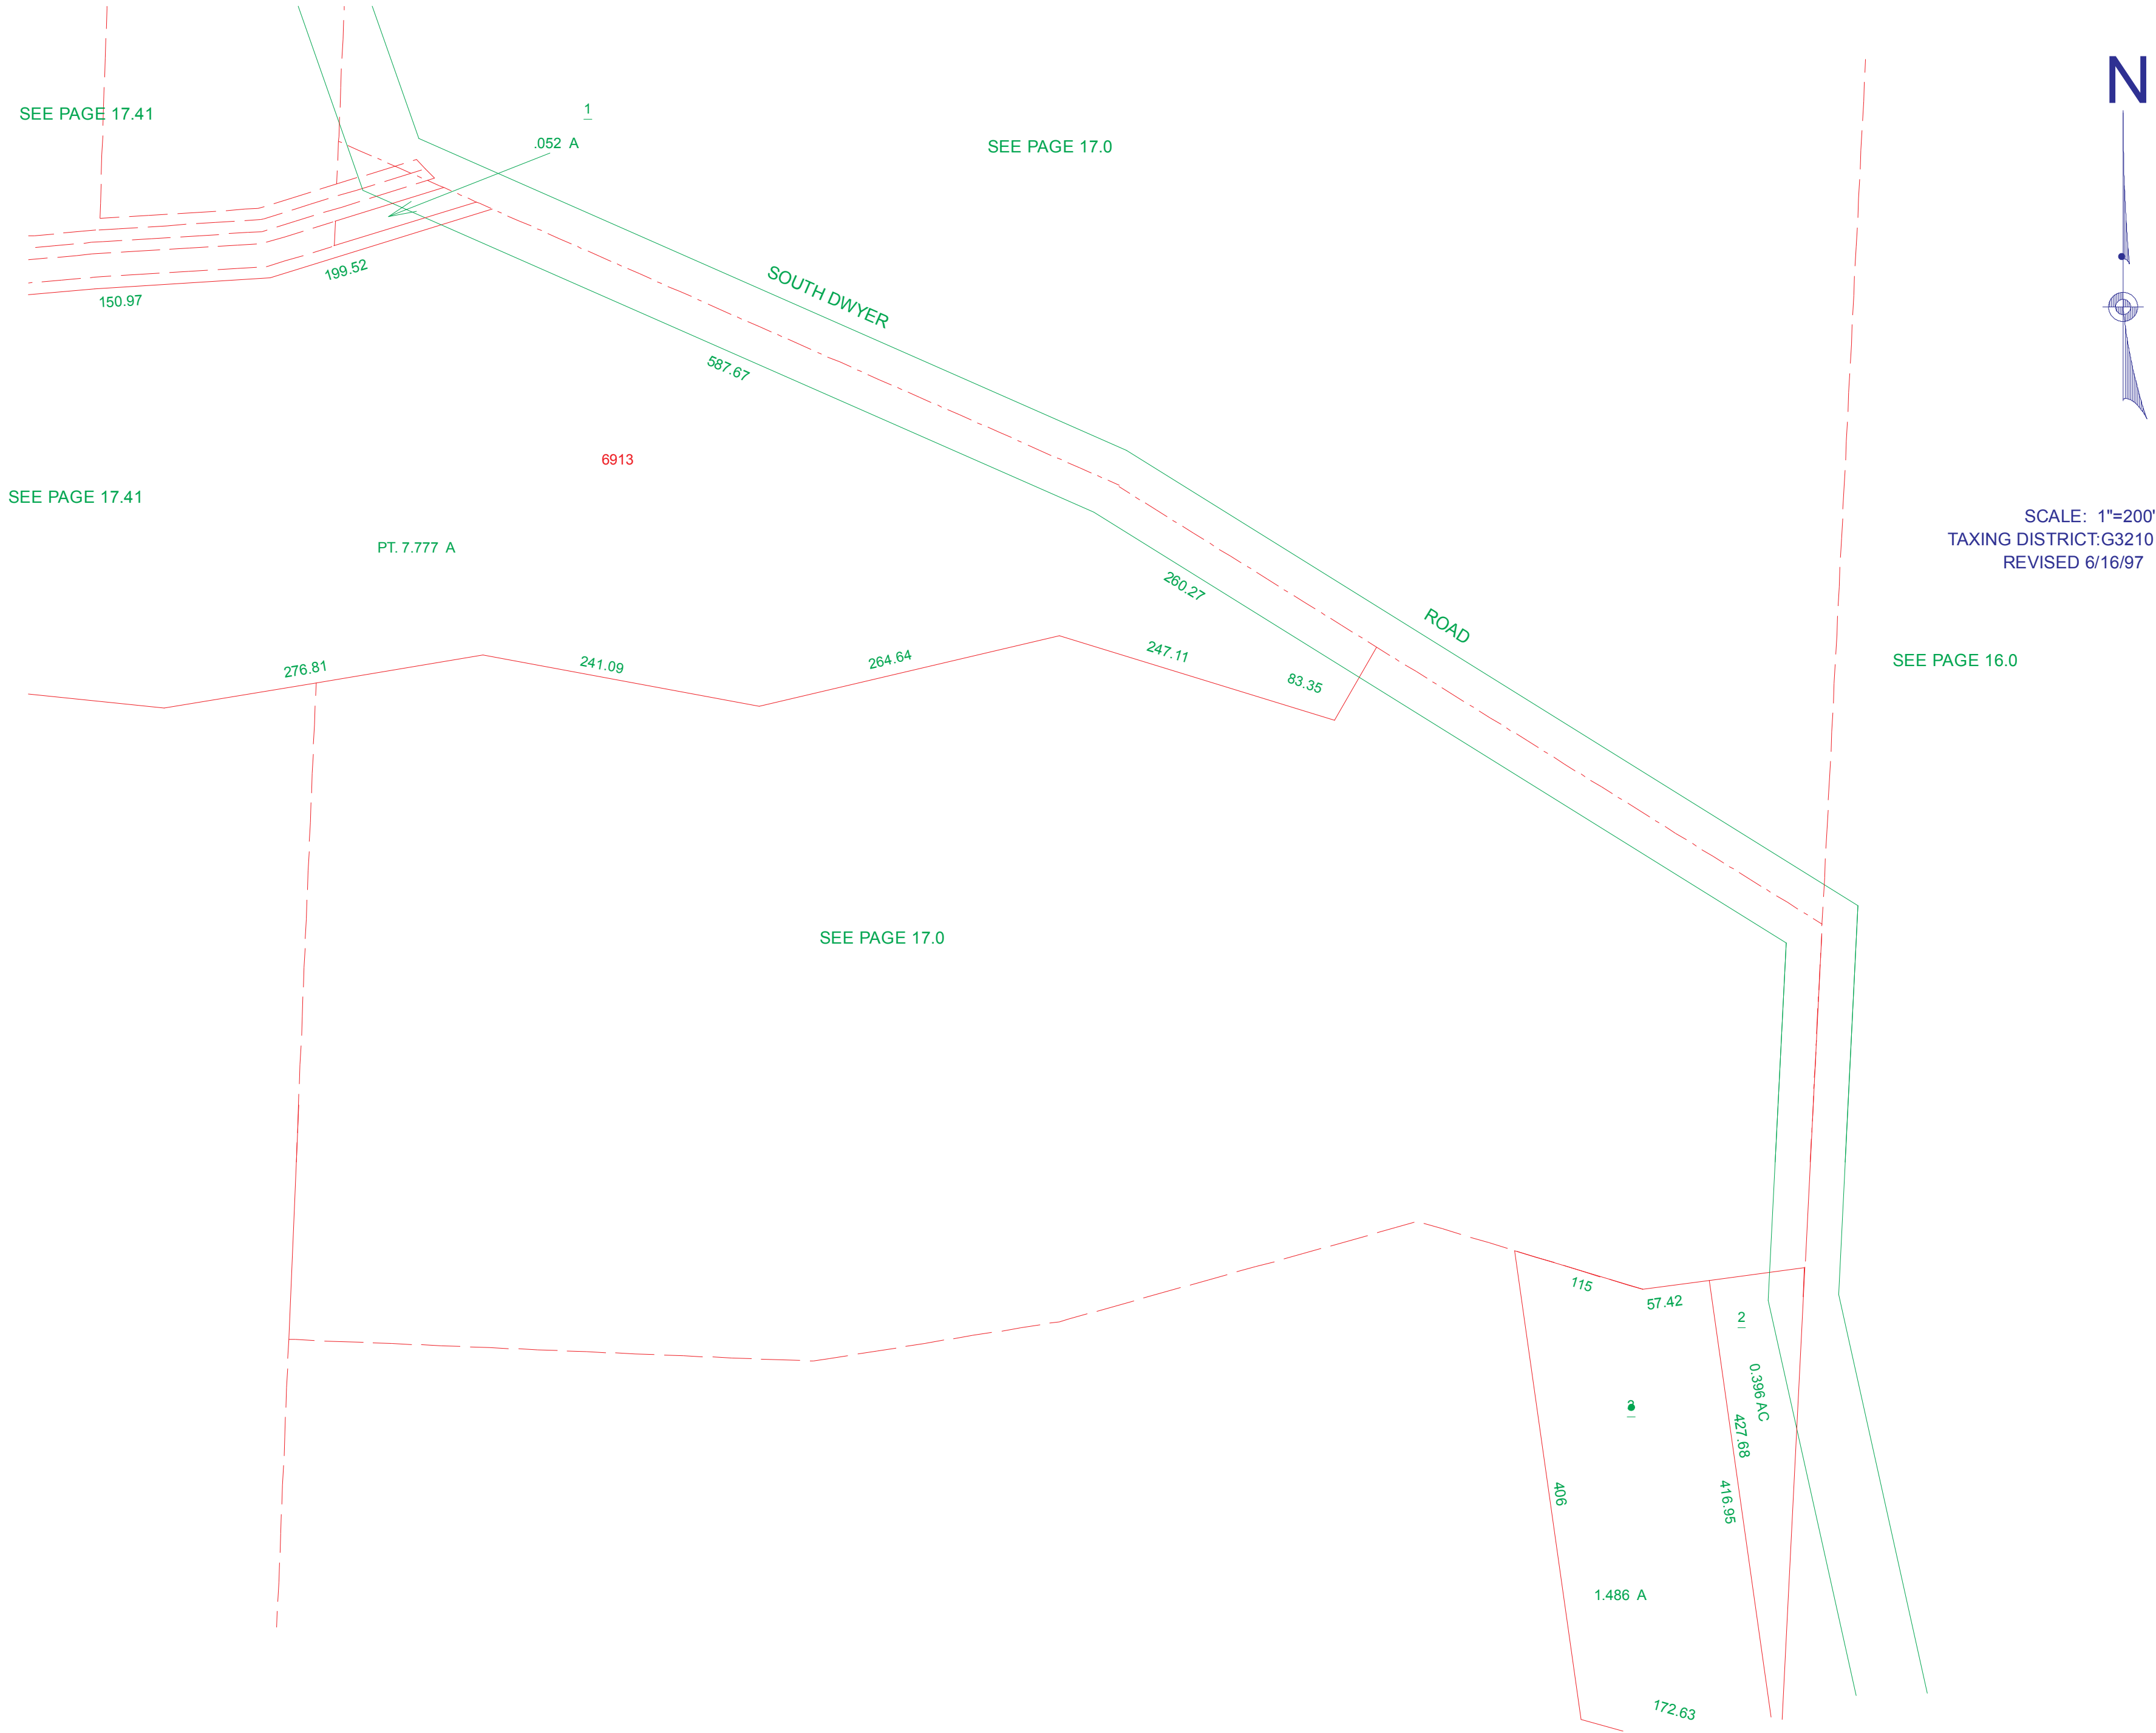 N
SEE PAGE 17.41
1
.052 A
SEE PAGE 17.0
199.52
150.97
SOUTH DWYER
587.67
6913
SEE PAGE 17.41
PT. 7.777 A
SCALE: 1"=200'
TAXING DISTRICT:G3210
REVISED 6/16/97
260.27
ROAD
SEE PAGE 16.0
276.81
241.09
264.64
247.11
83.35
SEE PAGE 17.0
115
57.42
2
0.396 AC
427.68
416.95
406
1.486 A
172.63